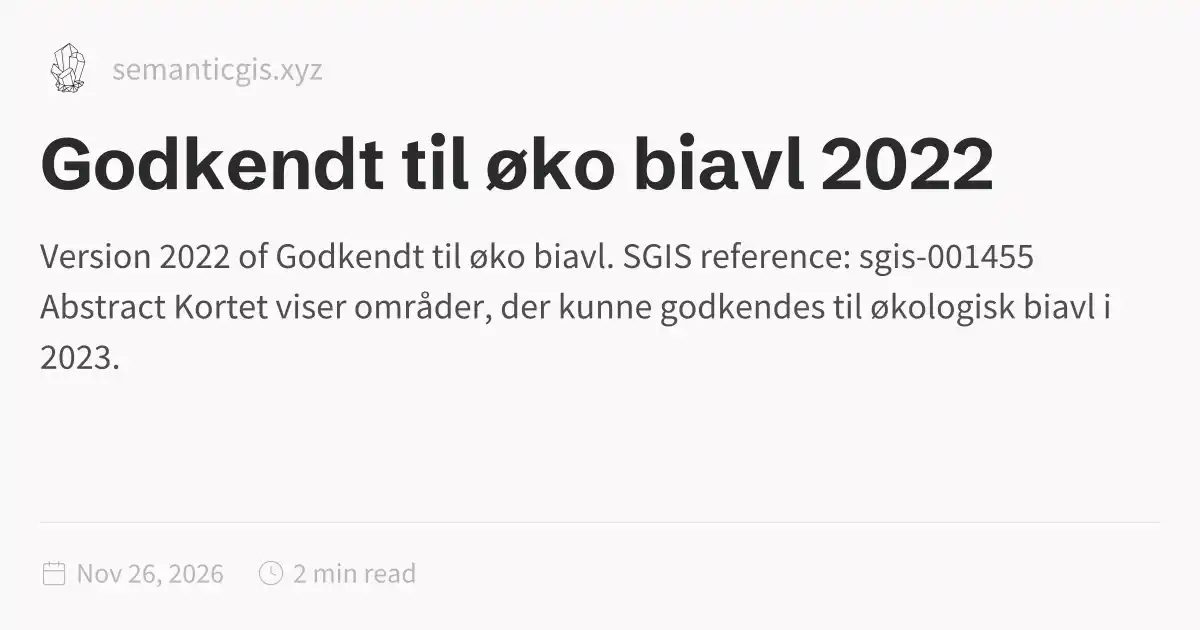 semanticgis.xyz
Godkendt til øko biavl 2022
Version 2022 of Godkendt til øko biavl. SGIS reference: sgis-001455
Abstract Kortet viser områder, der kunne godkendes til økologisk biavl i
2023.
Nov 26, 2026 2 min read